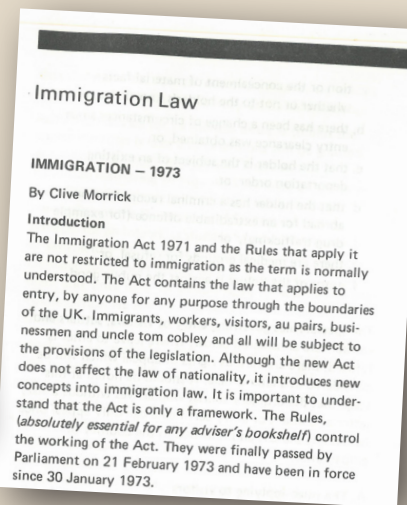 Immigration Law
IMMIGRATION – 1973
By Clive Morrick
Introduction
The Immigration Act 1971 and the Rules that apply it
are not restricted to immigration as the term is normally
understood. The Act contains the law that applies to
entry, by anyone for any purpose through the boundaries
of the UK. Immigrants, workers, visitors, au pairs, busi-
nessmen and uncle tom cobley and all will be subject to
the provisions of the legislation. Although the new Act
does not affect the law of nationality, it introduces new
concepts into immigration law. It is important to under-
stand that the Act is only a framework. The Rules,
(absolutely essential for any adviser's bookshelf) control
the working of the Act. They were finally passed by
Parliament on 21 February 1973 and have been in force
since 30 January 1973.